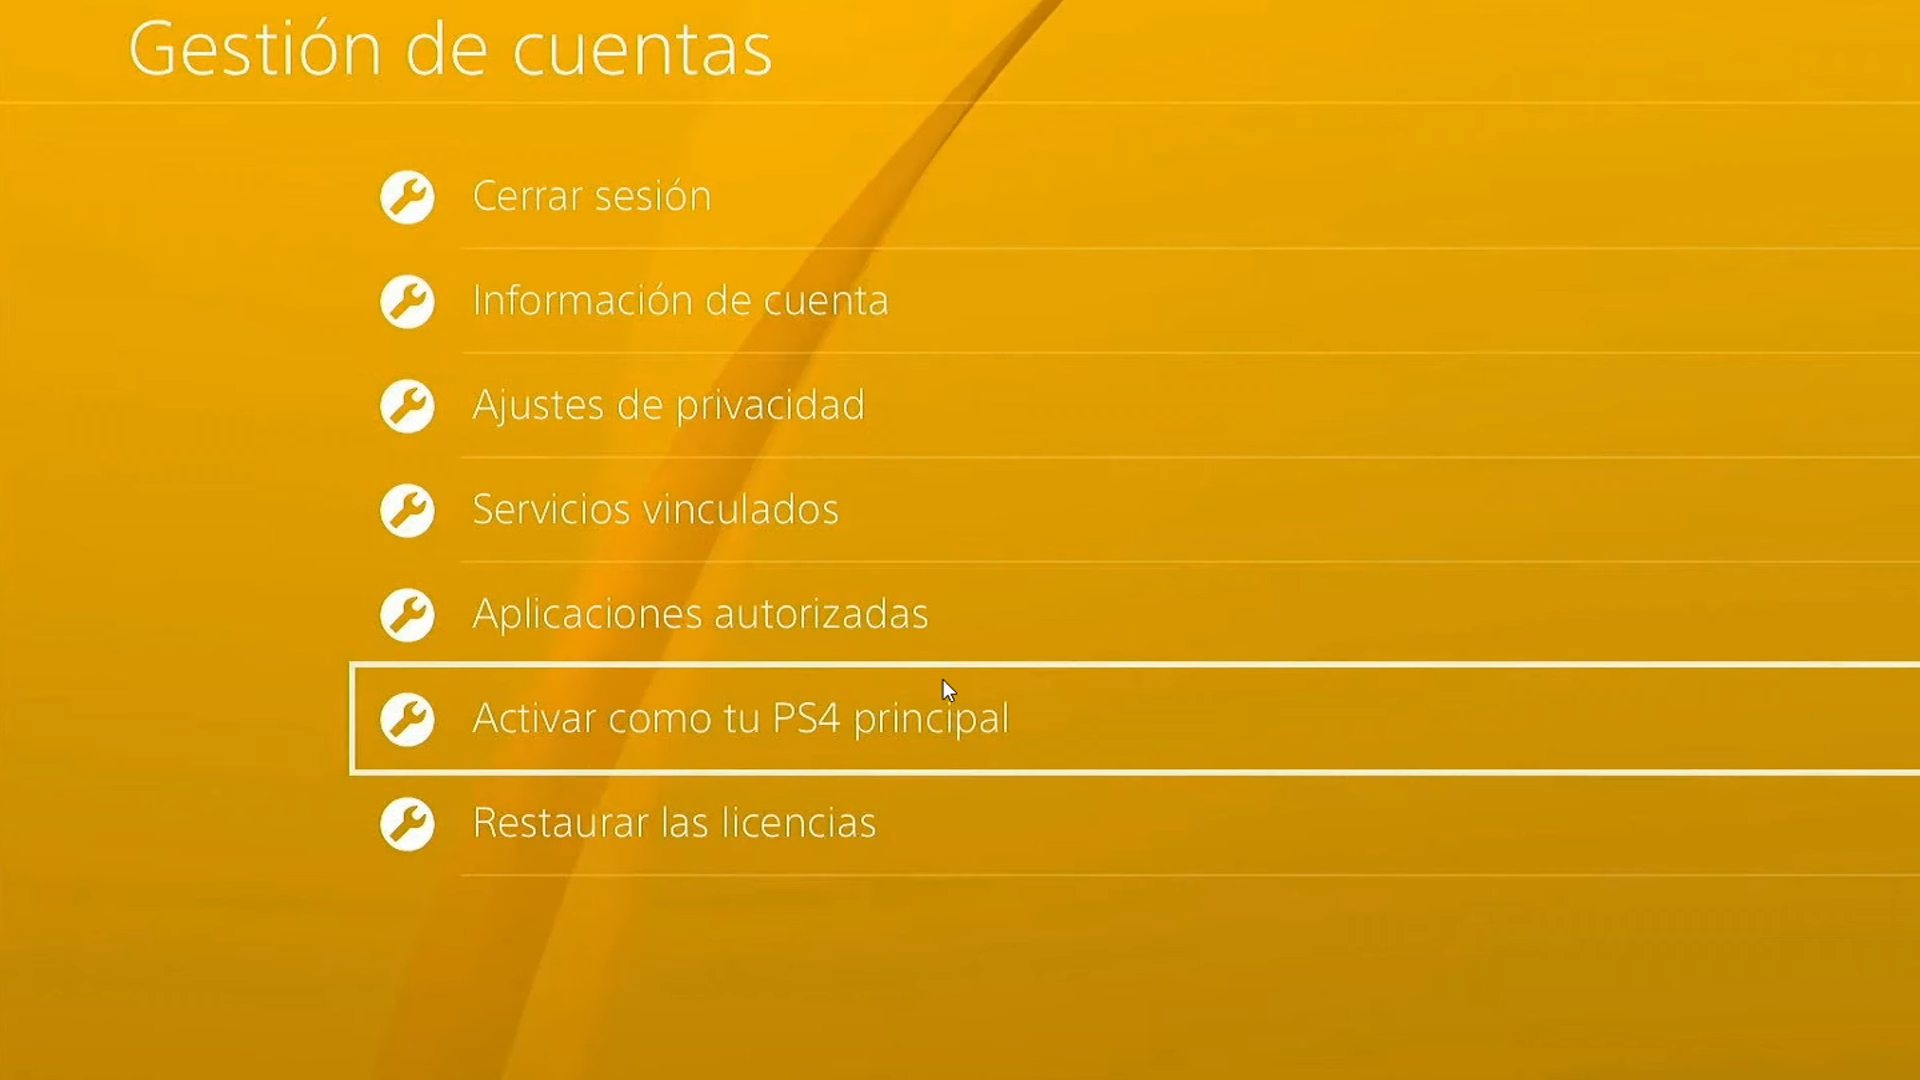 Gestión de cuentas
Cerrar sesión
Información de cuenta
Ajustes de privacidad
Servicios vinculados
Aplicaciones autorizadas
Activar como tu PS4 principal
Restaurar las licencias